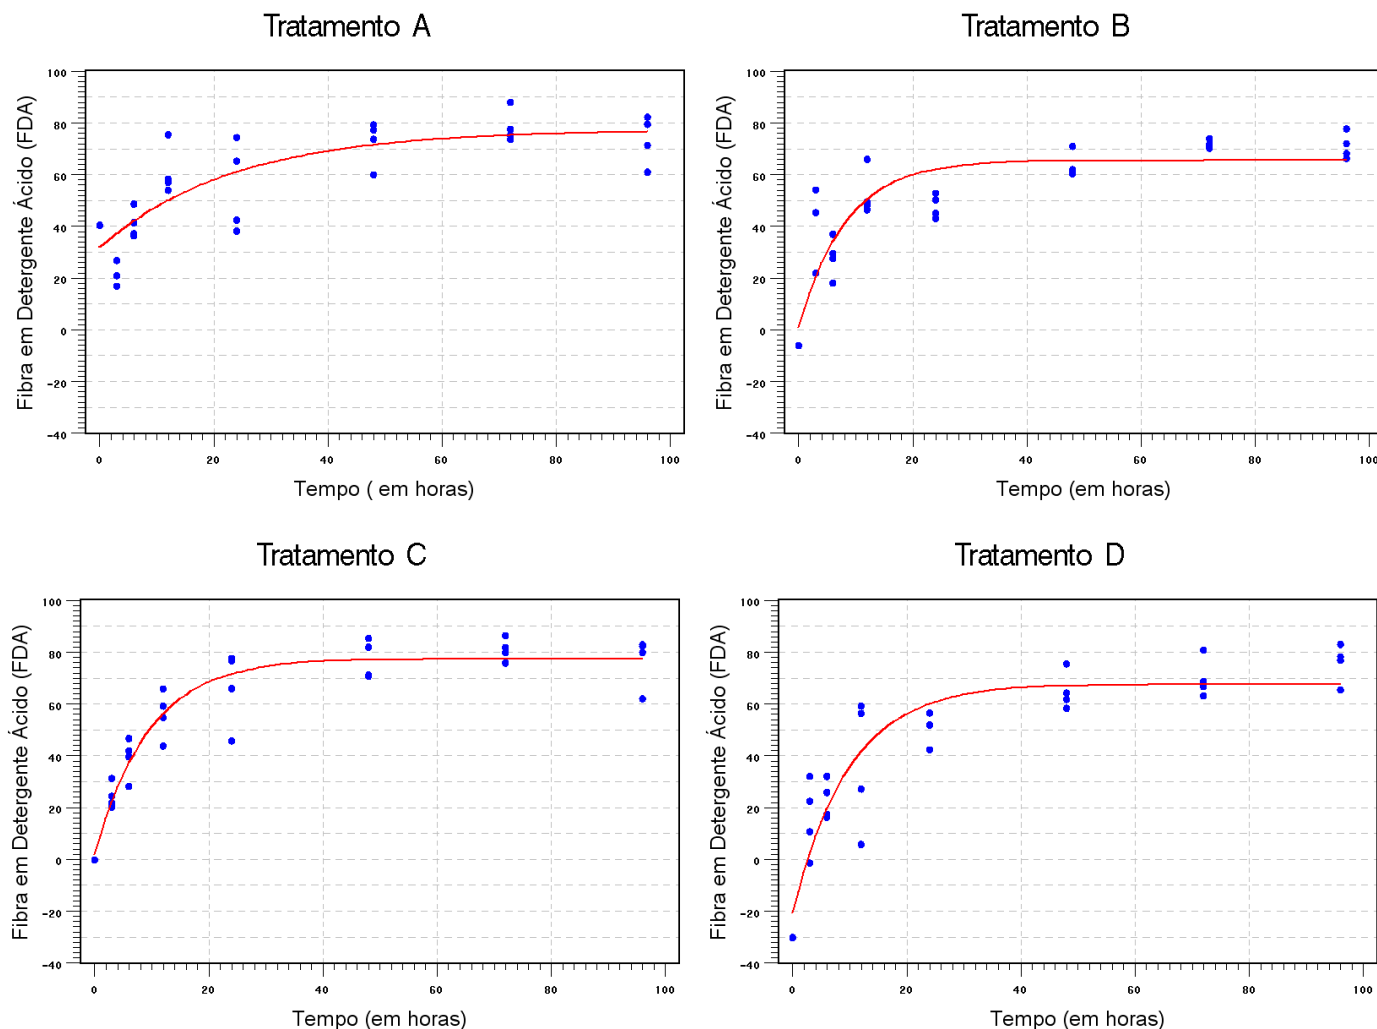 Tratamento A
Fibra em Detergente Ácido (FDA)
100
80
60
40
20
0
-20
-40
0 20 40 60 80 100
Tempo ( em horas)
Tratamento B
Fibra em Detergente Ácido (FDA)
100
80
60
40
20
0
-20
-40
0 20 40 60 80 100
Tempo (em horas)
Tratamento C
Fibra em Detergente Ácido (FDA)
100
80
60
40
20
0
-20
-40
0 20 40 60 80 100
Tempo (em horas)
Tratamento D
Fibra em Detergente Ácido (FDA)
100
80
60
40
20
0
-20
-40
0 20 40 60 80 100
Tempo (em horas)